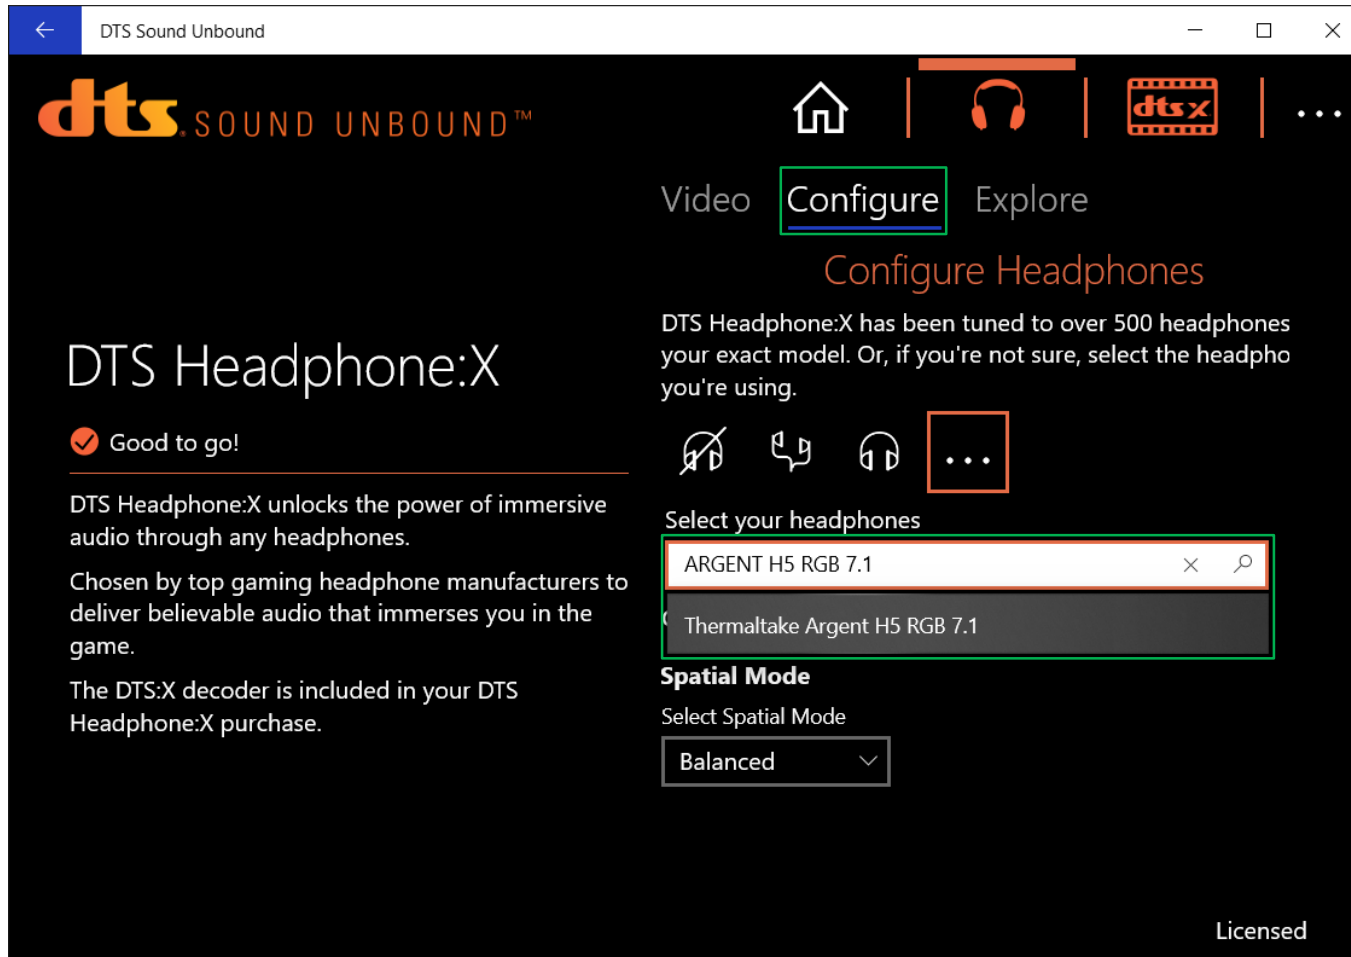 DTS Sound Unbound
dts SOUND UNBOUND™
dts x
Video Configure Explore
Configure Headphones
DTS Headphone:X has been tuned to over 500 headphones
your exact model. Or, if you're not sure, select the headpho
you're using.
DTS Headphone:X
Good to go!
DTS Headphone:X unlocks the power of immersive
audio through any headphones.
Chosen by top gaming headphone manufacturers to
deliver believable audio that immerses you in the
game.
The DTS:X decoder is included in your DTS
Headphone:X purchase.
Select your headphones
ARGENT H5 RGB 7.1
Thermaltake Argent H5 RGB 7.1
Spatial Mode
Select Spatial Mode
Balanced
Licensed